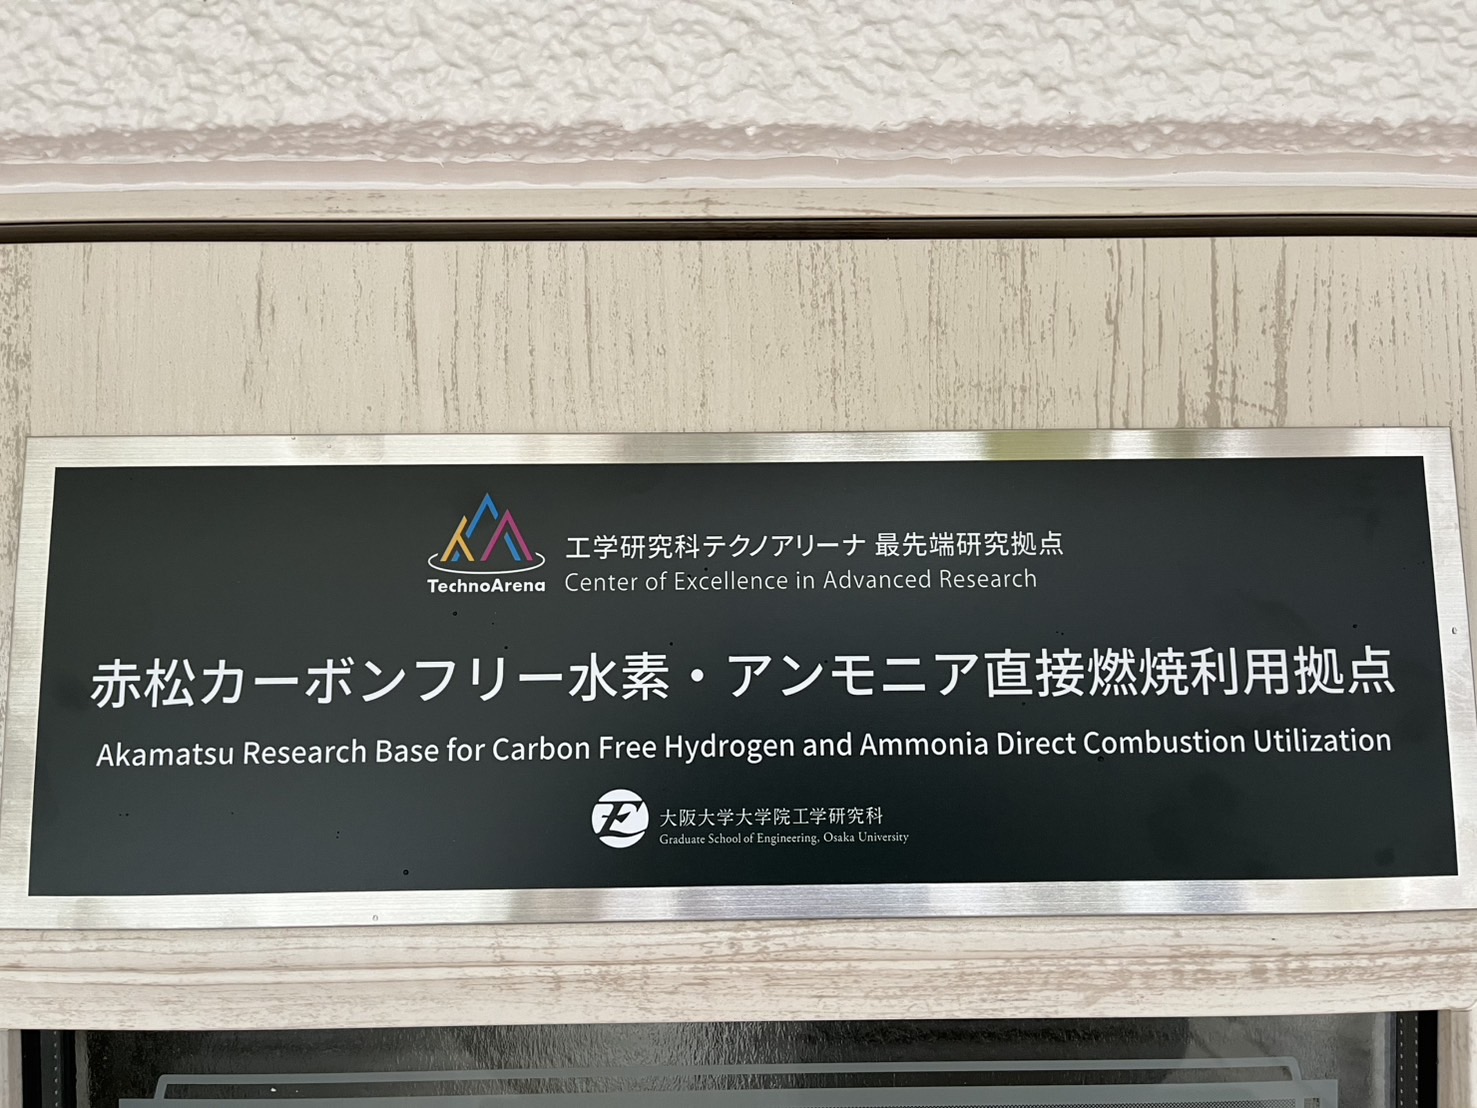 TechnoArena
工学研究科テクノアリーナ 最先端研究拠点
Center of Excellence in Advanced Research
赤松カーボンフリー水素・アンモニア直接燃焼利用拠点
Akamatsu Research Base for Carbon Free Hydrogen and Ammonia Direct Combustion Utilization
大阪大学大学院工学研究科
Graduate School of Engineering, Osaka University